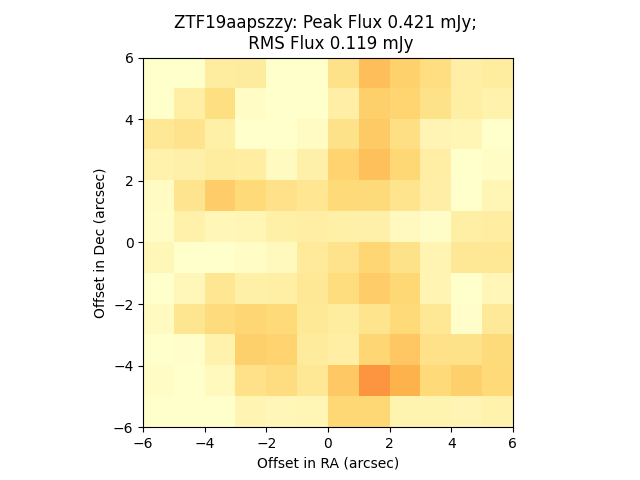 ZTF19aapszzy: Peak Flux 0.421 mJy;
RMS Flux 0.119 mJy
6
4
2
0
−2
−4
−6
Offset in Dec (arcsec)
−6 −4 −2 0 2 4 6
Offset in RA (arcsec)